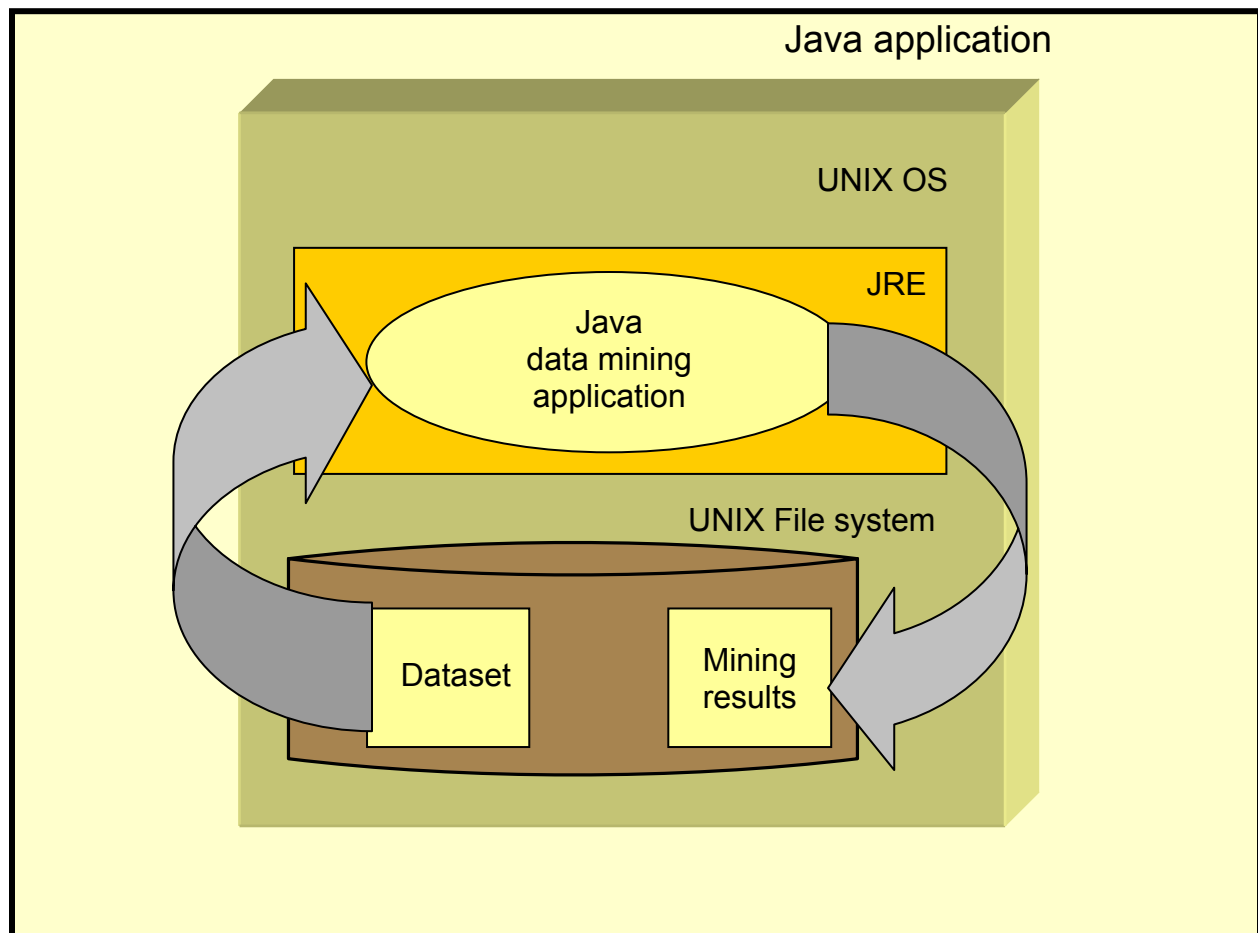 Java application
UNIX OS
JRE
Java
data mining
application
UNIX File system
Dataset
Mining
results